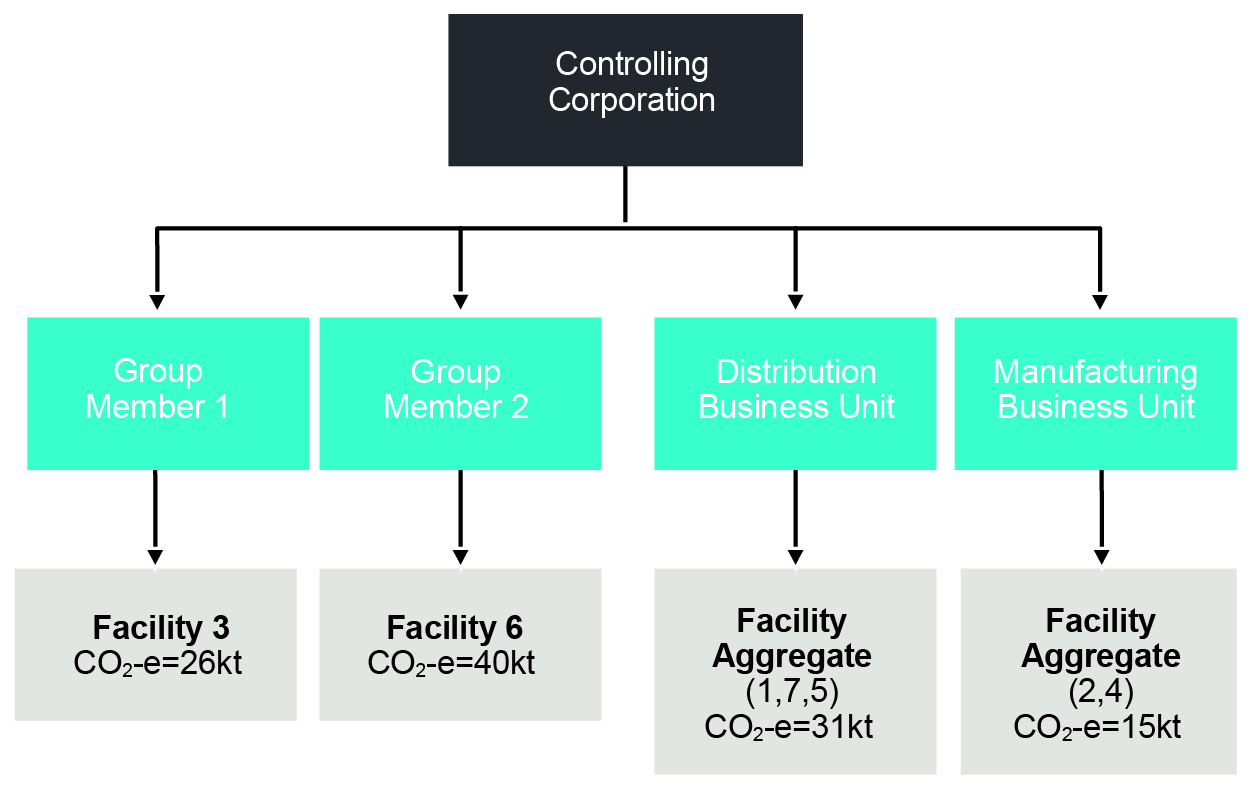 Controlling
Corporation
Group
Member 1
Group
Member 2
Distribution
Business Unit
Manufacturing
Business Unit
Facility 3
CO₂-e=26kt
Facility 6
CO₂-e=40kt
Facility
Aggregate
(1,7,5)
CO₂-e=31kt
Facility
Aggregate
(2,4)
CO₂-e=15kt